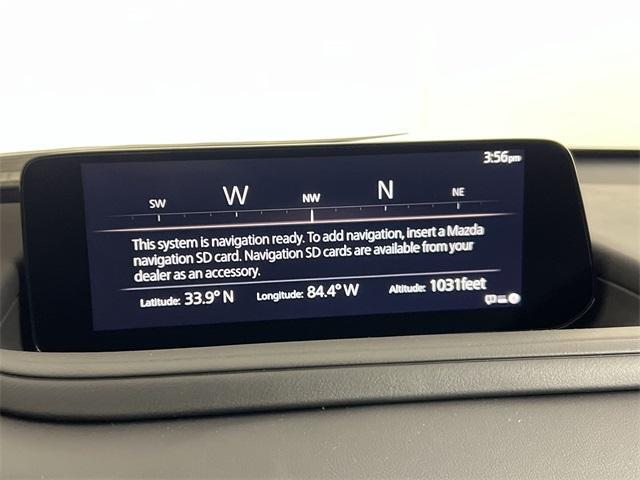 3:56pm
SW W NW N NE
This system is navigation ready. To add navigation, insert a Mazda
navigation SD card. Navigation SD cards are available from your
dealer as an accessory.
Latitude: 33.9° N Longitude: 84.4° W Altitude: 1031feet